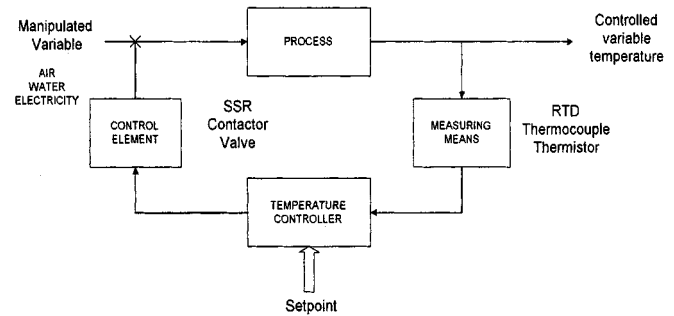 Manipulated
Variable
PROCESS
Controlled
variable
temperature
AIR
WATER
ELECTRICITY
CONTROL
ELEMENT
SSR
Contactor
Valve
MEASURING
MEANS
RTD
Thermocouple
Thermistor
TEMPERATURE
CONTROLLER
Setpoint